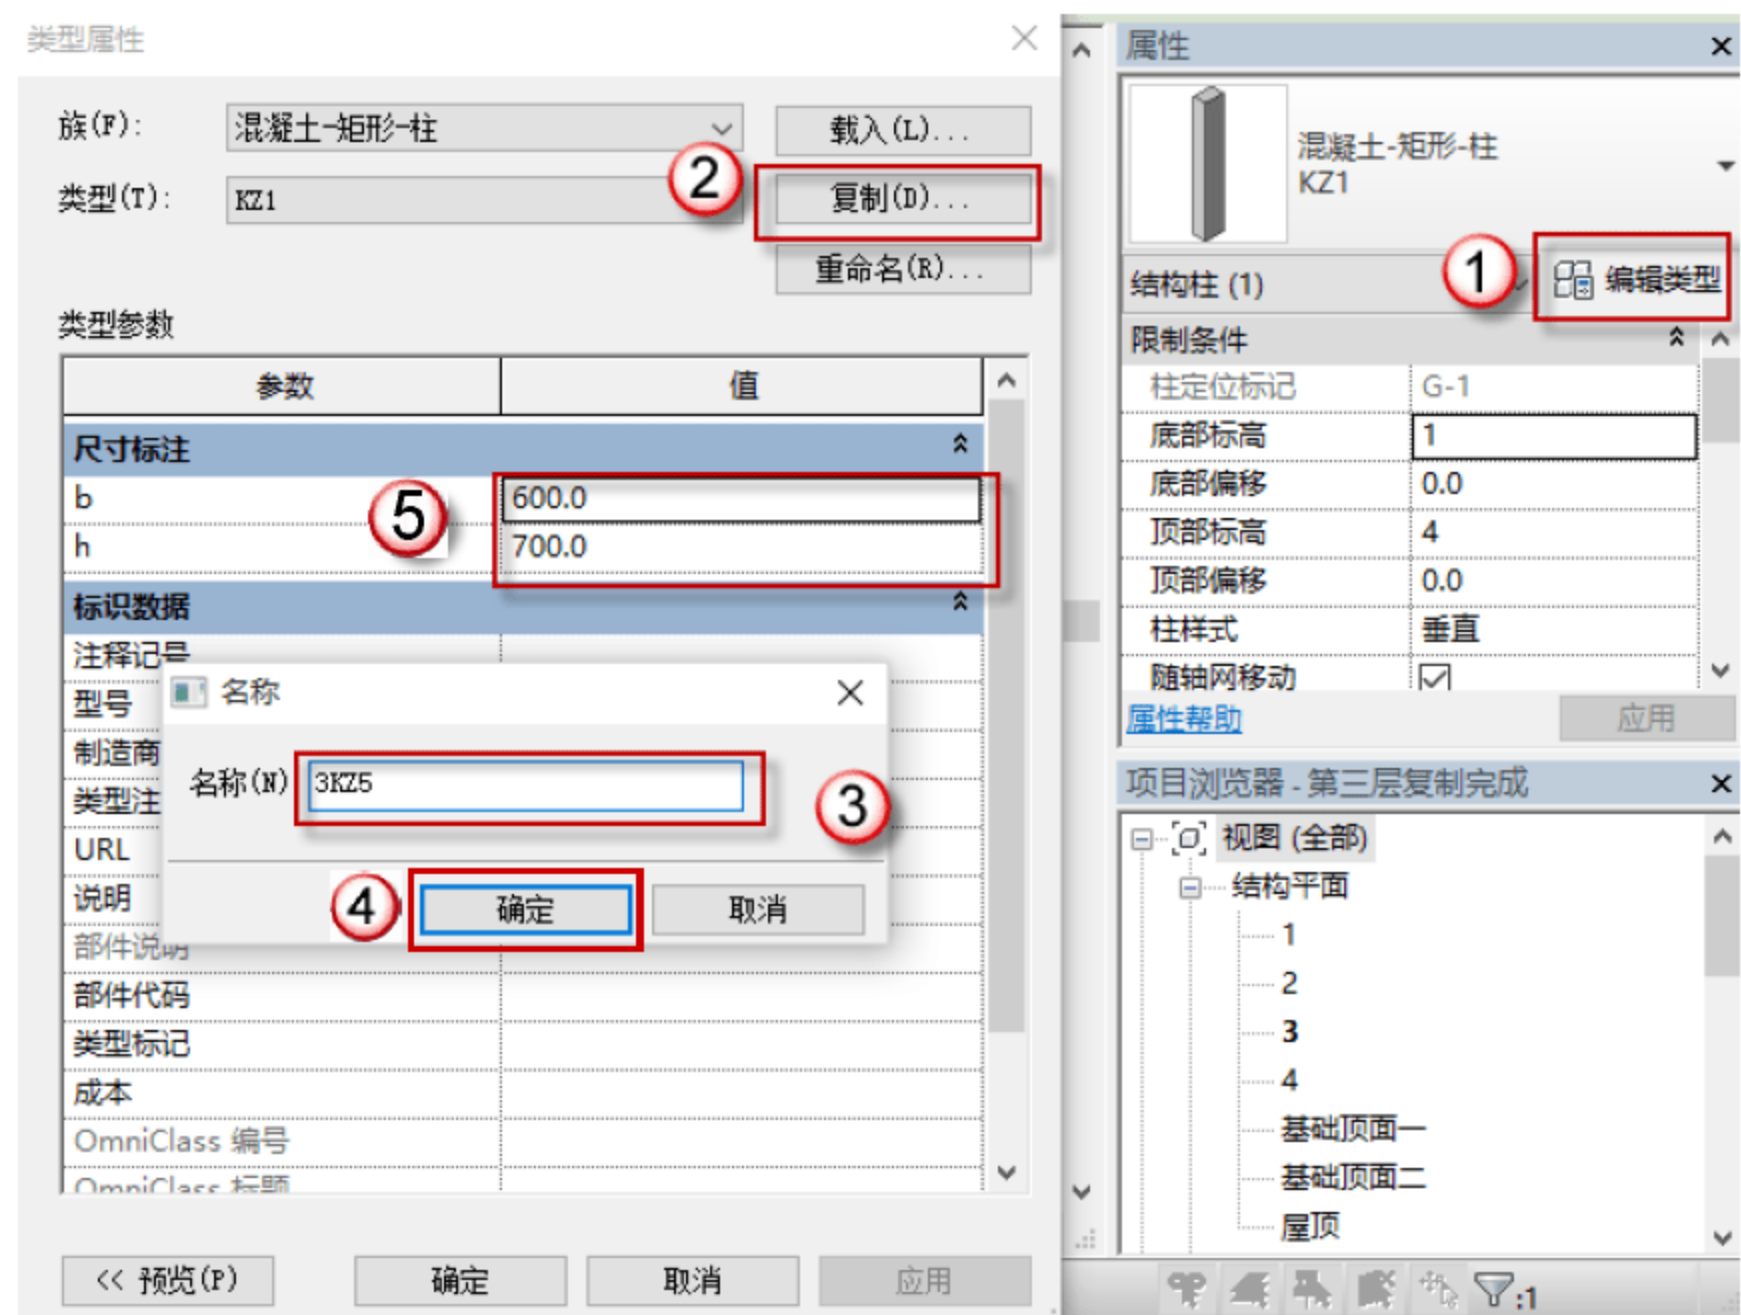 类型属性
族(F):
混凝土-矩形-柱
载入(L)...
类型(T):
KZ1
2
复制(D)...
重命名(R)...
类型参数
参数
值
尺寸标注
b
600.0
5
h
700.0
标识数据
注释记号
型号
制造商
类型注
URL
说明
部件说明
部件代码
类型标记
成本
OmniClass 编号
OmniClass 标题
名称
名称(N)
3KZ5
3
4
确定
取消
<< 预览(P)
确定
取消
应用
属性
混凝土-矩形-柱
KZ1
结构柱 (1)
1
编辑类型
限制条件
柱定位标记
G-1
底部标高
1
底部偏移
0.0
顶部标高
4
顶部偏移
0.0
柱样式
垂直
随轴网移动
属性帮助
应用
项目浏览器 - 第三层复制完成
视图 (全部)
结构平面
1
2
3
4
基础顶面一
基础顶面二
屋顶
:1